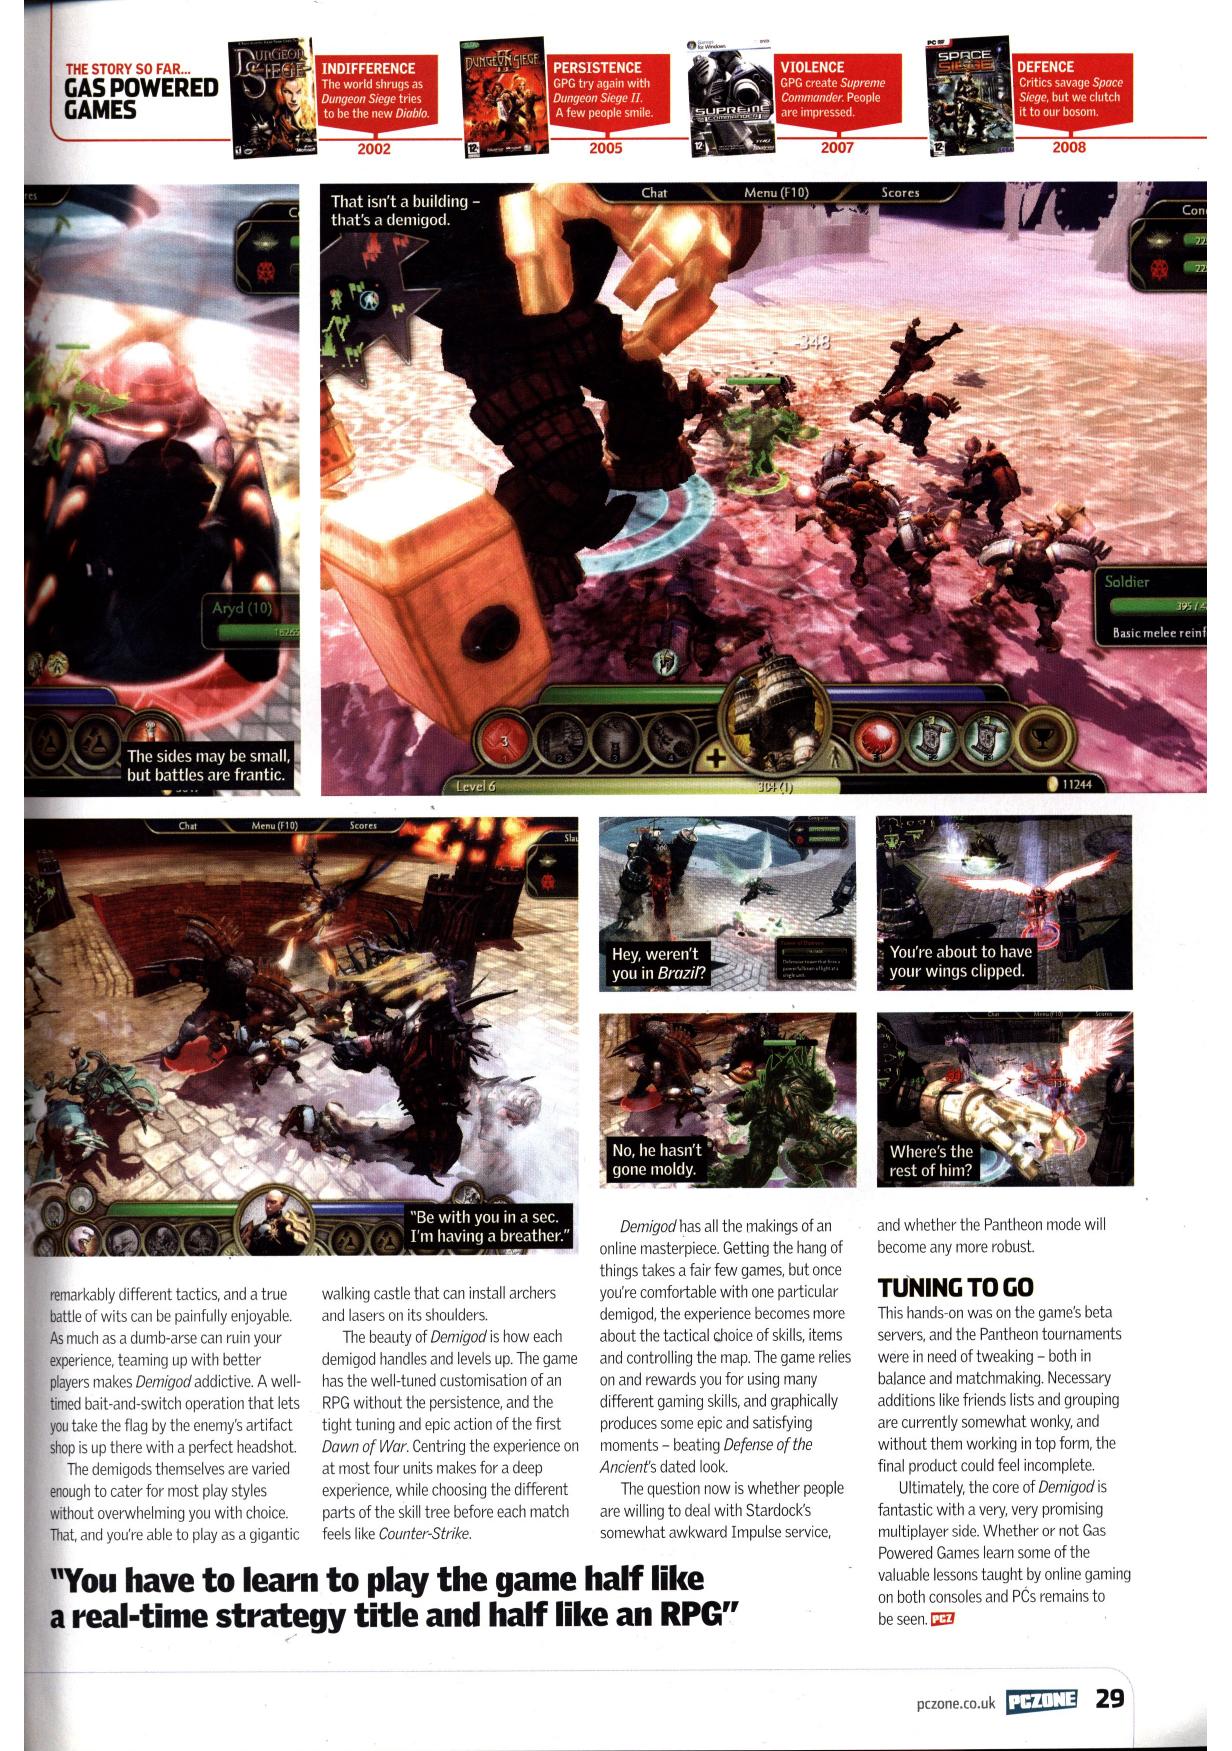 THE STORY SO FAR...
GAS POWERED
GAMES
INDIFFERENCE
The world shrugs as
Dungeon Siege tries
to be the new Diablo.
2002
PERSISTENCE
GPG try again with
Dungeon Siege II.
A few people smile.
2005
VIOLENCE
GPG create Supreme
Commander. People
are impressed.
2007
DEFENCE
Critics savage Space
Siege, but we clutch
it to our bosom.
2008
DUNGEON
SIEGE
DUNGEON SIEGE
II
Games
for Windows
SUPREME
COMMANDER
SPACE
SIEGE
Aryd (10)
The sides may be small,
but battles are frantic.
That isn't a building –
that's a demigod.
Chat Menu (F10) Scores
-348
Soldier
395 / 4
Basic melee reinf
3
Level 6
304 (1)
11244
Chat Menu (F10) Scores
"Be with you in a sec.
I'm having a breather."
Hey, weren't
you in Brazil?
You're about to have
your wings clipped.
No, he hasn't
gone moldy.
Chat Menu (F10) Scores
Where's the
rest of him?
remarkably different tactics, and a true
battle of wits can be painfully enjoyable.
As much as a dumb-arse can ruin your
experience, teaming up with better
players makes Demigod addictive. A well-
timed bait-and-switch operation that lets
you take the flag by the enemy's artifact
shop is up there with a perfect headshot.
The demigods themselves are varied
enough to cater for most play styles
without overwhelming you with choice.
That, and you're able to play as a gigantic
walking castle that can install archers
and lasers on its shoulders.
The beauty of Demigod is how each
demigod handles and levels up. The game
has the well-tuned customisation of an
RPG without the persistence, and the
tight tuning and epic action of the first
Dawn of War. Centring the experience on
at most four units makes for a deep
experience, while choosing the different
parts of the skill tree before each match
feels like Counter-Strike.
Demigod has all the makings of an
online masterpiece. Getting the hang of
things takes a fair few games, but once
you're comfortable with one particular
demigod, the experience becomes more
about the tactical choice of skills, items
and controlling the map. The game relies
on and rewards you for using many
different gaming skills, and graphically
produces some epic and satisfying
moments – beating Defense of the
Ancient's dated look.
The question now is whether people
are willing to deal with Stardock's
somewhat awkward Impulse service,
and whether the Pantheon mode will
become any more robust.
TUNING TO GO
This hands-on was on the game's beta
servers, and the Pantheon tournaments
were in need of tweaking – both in
balance and matchmaking. Necessary
additions like friends lists and grouping
are currently somewhat wonky, and
without them working in top form, the
final product could feel incomplete.
Ultimately, the core of Demigod is
fantastic with a very, very promising
multiplayer side. Whether or not Gas
Powered Games learn some of the
valuable lessons taught by online gaming
on both consoles and PCs remains to
be seen. PCZ
"You have to learn to play the game half like
a real-time strategy title and half like an RPG"
pczone.co.uk PCZONE 29